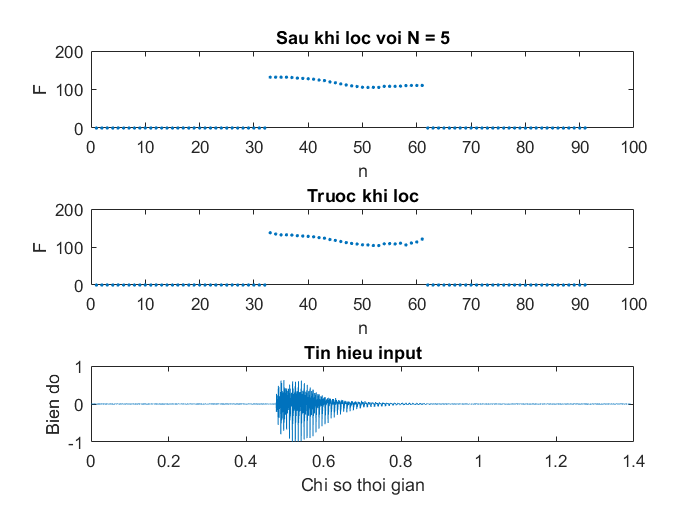 Sau khi loc voi N = 5
200
100
0
F
0 10 20 30 40 50 60 70 80 90 100
n
Truoc khi loc
200
100
0
F
0 10 20 30 40 50 60 70 80 90 100
n
Tin hieu input
1
0
-1
Bien do
0 0.2 0.4 0.6 0.8 1 1.2 1.4
Chi so thoi gian